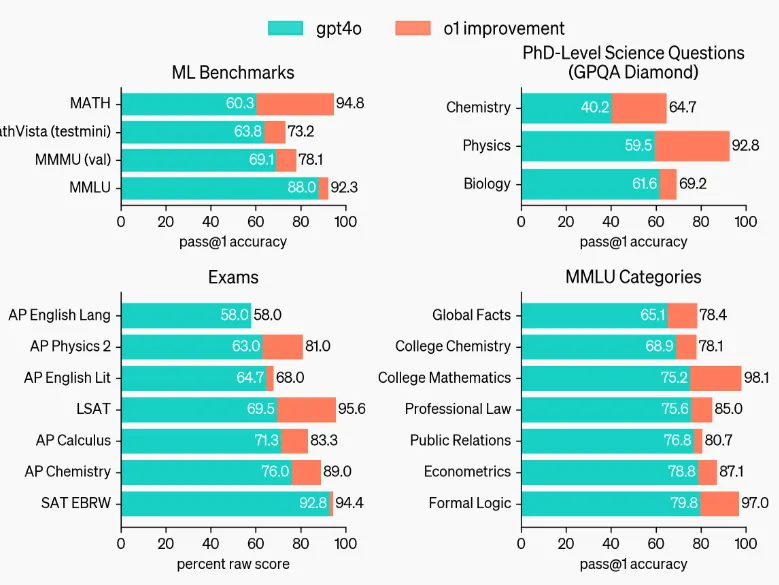 gpt4o
o1 improvement
ML Benchmarks
MATH 60.3 94.8
athVista (testmini) 63.8 73.2
MMMU (val) 69.1 78.1
MMLU 88.0 92.3
0 20 40 60 80 100
pass@1 accuracy
PhD-Level Science Questions
(GPQA Diamond)
Chemistry 40.2 64.7
Physics 59.5 92.8
Biology 61.6 69.2
0 20 40 60 80 100
pass@1 accuracy
Exams
AP English Lang 58.0 58.0
AP Physics 2 63.0 81.0
AP English Lit 64.7 68.0
LSAT 69.5 95.6
AP Calculus 71.3 83.3
AP Chemistry 76.0 89.0
SAT EBRW 92.8 94.4
0 20 40 60 80 100
percent raw score
MMLU Categories
Global Facts 65.1 78.4
College Chemistry 68.9 78.1
College Mathematics 75.2 98.1
Professional Law 75.6 85.0
Public Relations 76.8 80.7
Econometrics 78.8 87.1
Formal Logic 79.8 97.0
0 20 40 60 80 100
pass@1 accuracy